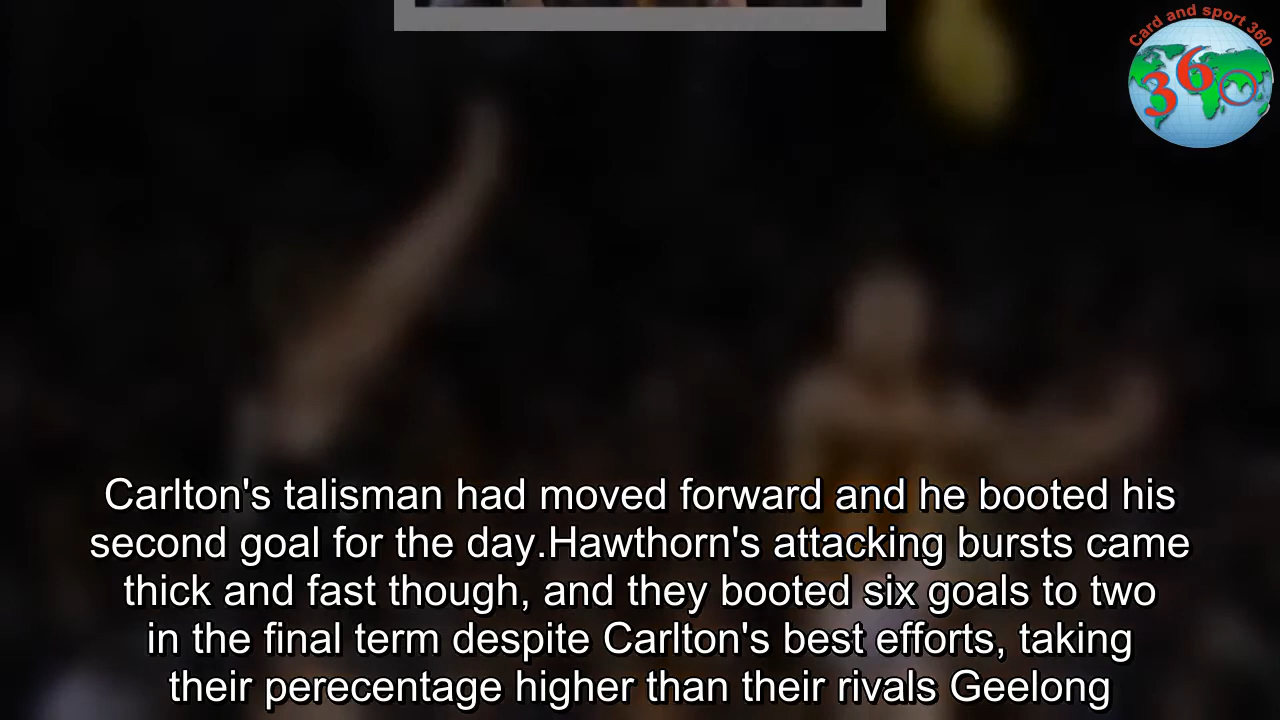 Card and sport 360
360
Carlton's talisman had moved forward and he booted his
second goal for the day.Hawthorn's attacking bursts came
thick and fast though, and they booted six goals to two
in the final term despite Carlton's best efforts, taking
their perecentage higher than their rivals Geelong